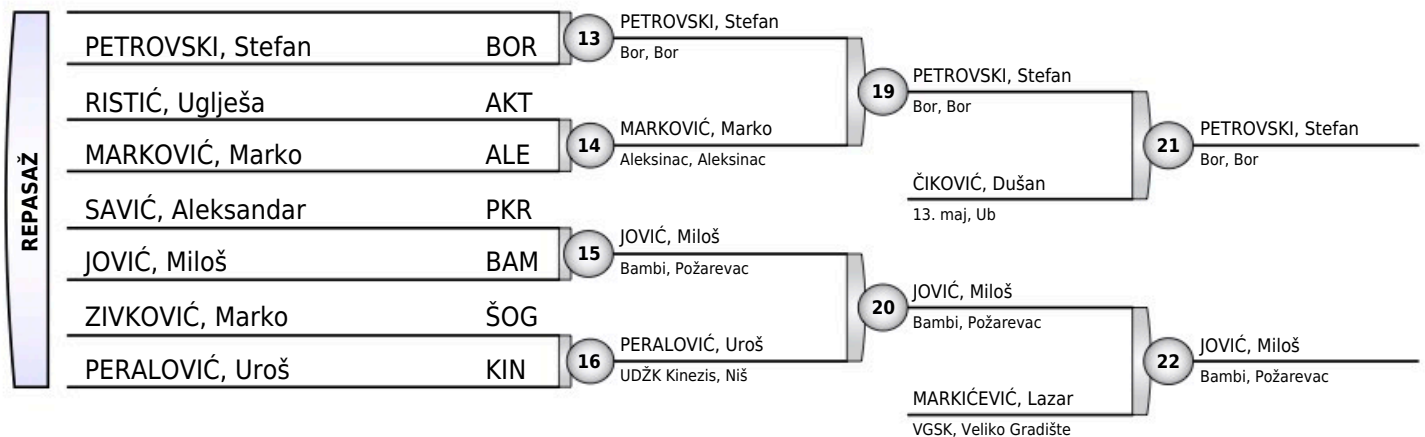 REPASAŽ
PETROVSKI, Stefan BOR
RISTIĆ, Uglješa AKT
MARKOVIĆ, Marko ALE
SAVIĆ, Aleksandar PKR
JOVIĆ, Miloš BAM
ZIVKOVIĆ, Marko ŠOG
PERALOVIĆ, Uroš KIN
13
PETROVSKI, Stefan
Bor, Bor
14
MARKOVIĆ, Marko
Aleksinac, Aleksinac
15
JOVIĆ, Miloš
Bambi, Požarevac
16
PERALOVIĆ, Uroš
UDŽK Kinezis, Niš
19
PETROVSKI, Stefan
Bor, Bor
ČIKOVIĆ, Dušan
13. maj, Ub
20
JOVIĆ, Miloš
Bambi, Požarevac
MARKIĆEVIĆ, Lazar
VGSK, Veliko Gradište
21
PETROVSKI, Stefan
Bor, Bor
22
JOVIĆ, Miloš
Bambi, Požarevac